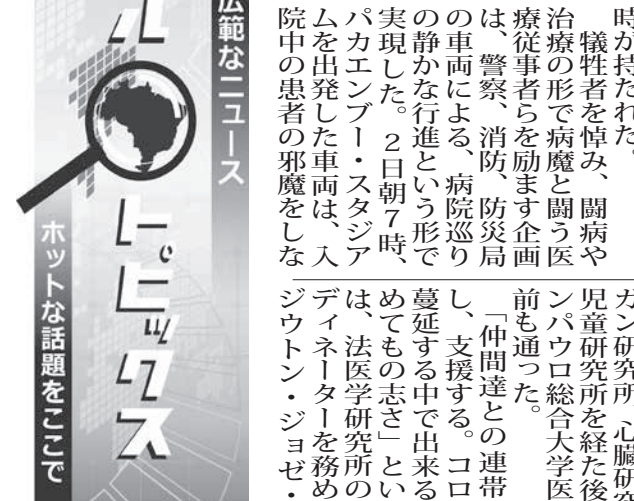 時が持たれた。
犠牲者を悼み、闘病や
治療の形で病魔と闘う医
療従事者らを励ます企画
は、警察、消防、防災局
の車両による、病院巡り
の静かな行進という形で
実現した。2日朝7時、
パカエンブー・スタジア
ムを出発した車両は、入
院中の患者の邪魔をしな
ガン研究所、心臓研究
児童研究所を経た後
ンパウロ総合大学医
前も通った。
「仲間達との連帯
し、支援する。コロ
蔓延する中で出来る
めてもの志さ」とい
は、法医学研究所の
ディネーターを務め
ジウトン・ジョゼ・
広範なニュース
ル
トピックス
ホットな話題をここで